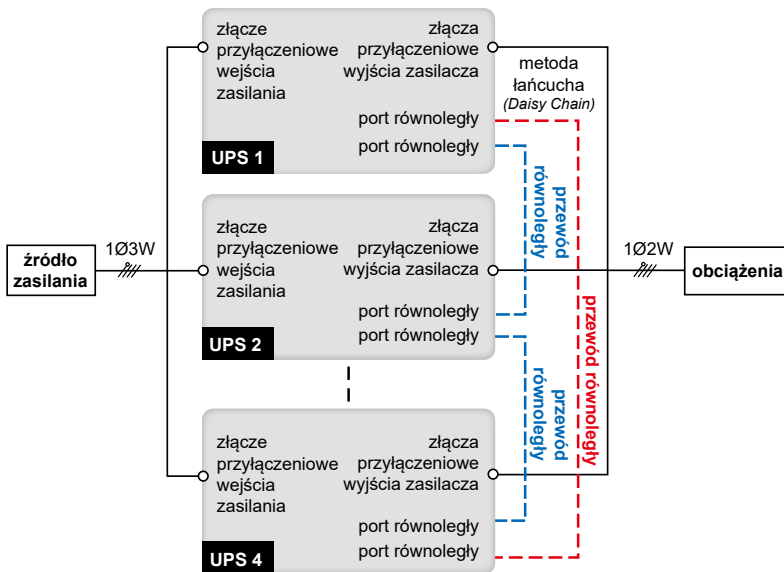 złącze
przyłączeniowe
wejścia
zasilania
złącza
przyłączeniowe
wyjścia zasilacza
port równoległy
port równoległy
UPS 1
metoda
łańcucha
(Daisy Chain)
przewód
równoległy
źródło
zasilania
1Ø3W
złącze
przyłączeniowe
wejścia
zasilania
złącza
przyłączeniowe
wyjścia zasilacza
port równoległy
port równoległy
UPS 2
1Ø2W
obciążenia
przewód równoległy
przewód
równoległy
złącze
przyłączeniowe
wejścia
zasilania
złącza
przyłączeniowe
wyjścia zasilacza
port równoległy
port równoległy
UPS 4